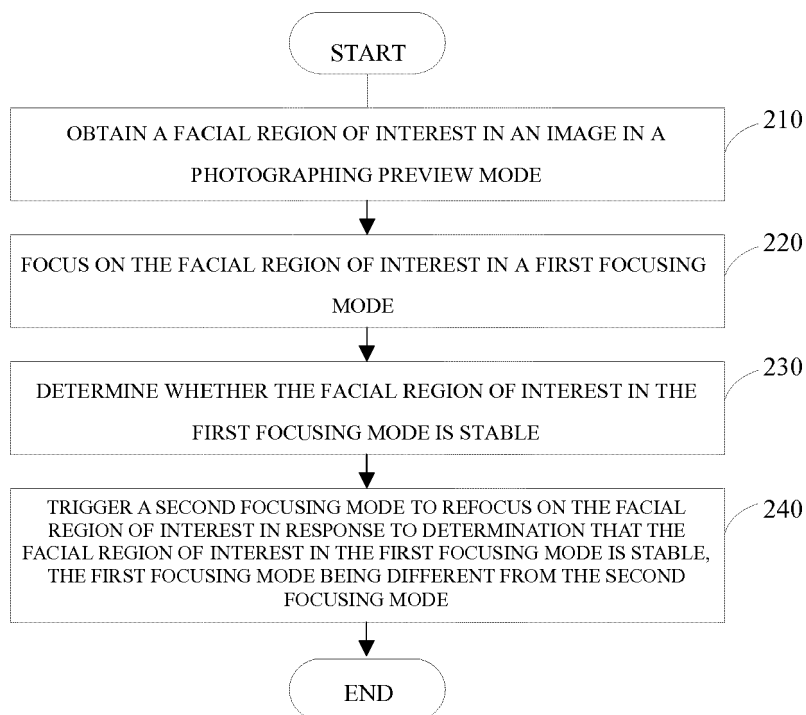 START
OBTAIN A FACIAL REGION OF INTEREST IN AN IMAGE IN A
PHOTOGRAPHING PREVIEW MODE
210
FOCUS ON THE FACIAL REGION OF INTEREST IN A FIRST FOCUSING
MODE
220
DETERMINE WHETHER THE FACIAL REGION OF INTEREST IN THE
FIRST FOCUSING MODE IS STABLE
230
TRIGGER A SECOND FOCUSING MODE TO REFOCUS ON THE FACIAL
REGION OF INTEREST IN RESPONSE TO DETERMINATION THAT THE
FACIAL REGION OF INTEREST IN THE FIRST FOCUSING MODE IS STABLE,
THE FIRST FOCUSING MODE BEING DIFFERENT FROM THE SECOND
FOCUSING MODE
240
END